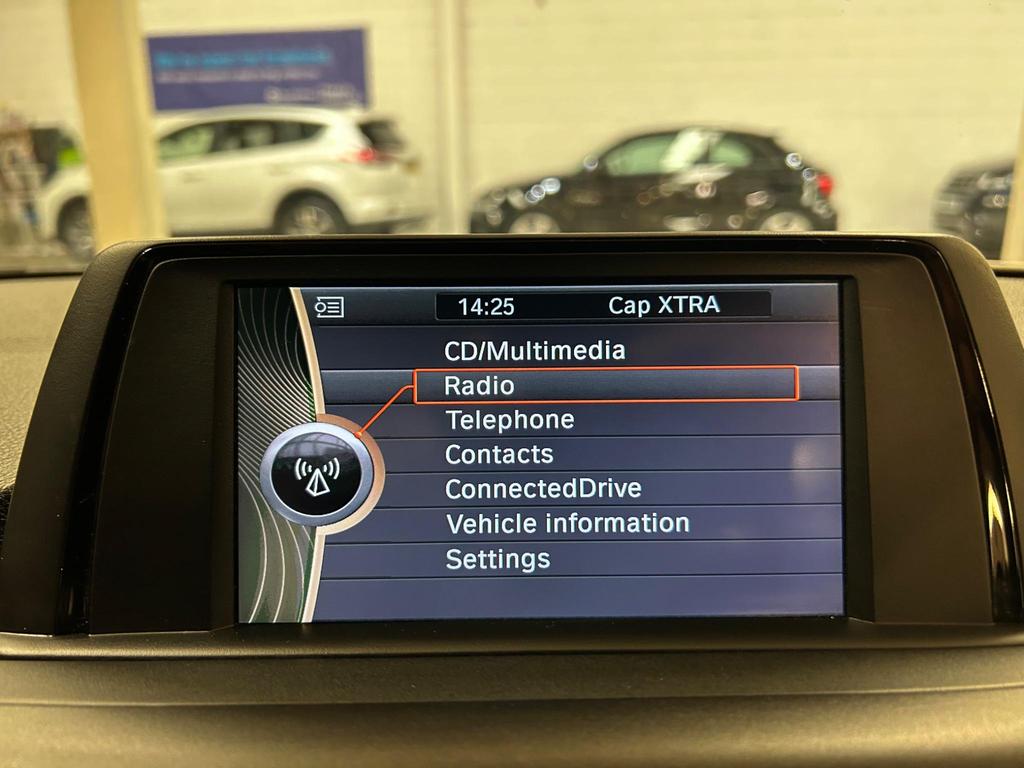 14:25 Cap XTRA
CD/Multimedia
Radio
Telephone
Contacts
ConnectedDrive
Vehicle information
Settings